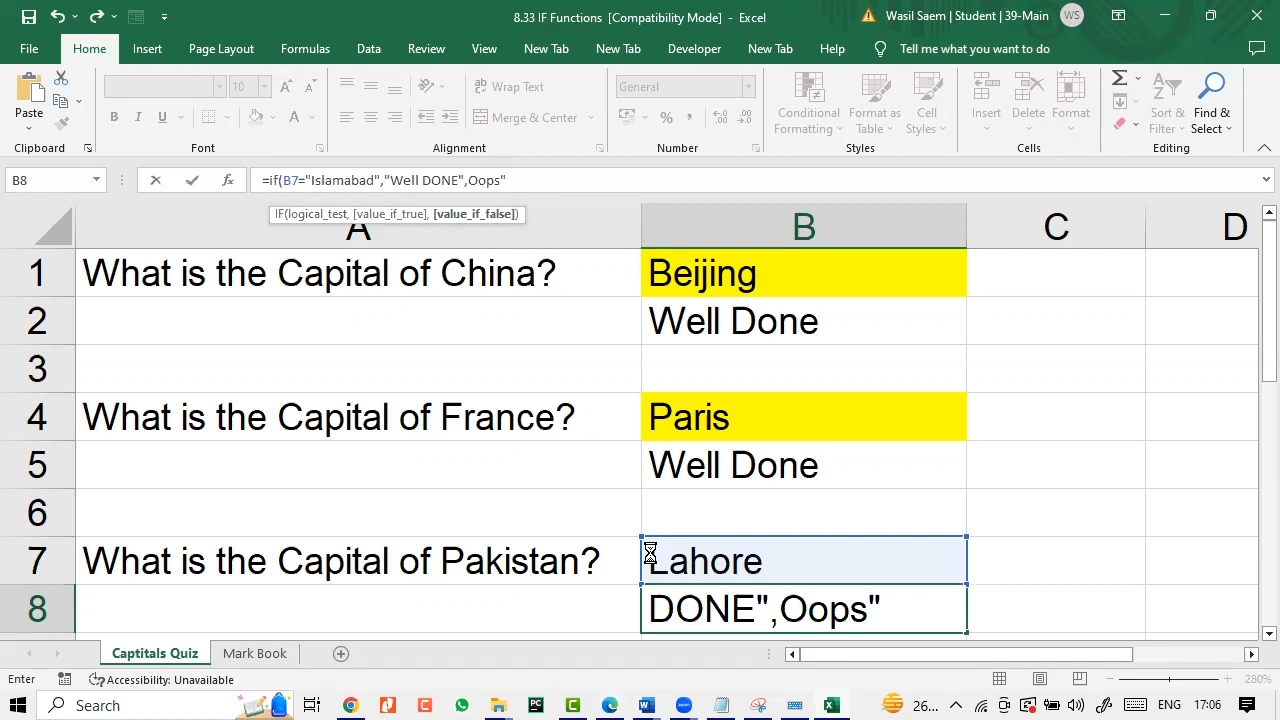 8.33 IF Functions [Compatibility Mode] - Excel
Wasil Saem | Student | 39-Main WS
File Home Insert Page Layout Formulas Data Review View New Tab New Tab Developer New Tab Help Tell me what you want to do
Paste
Clipboard
10
B I U A
Font
Wrap Text
Merge & Center
Alignment
General
%
Number
Conditional Formatting
Format as Table
Cell Styles
Styles
Insert Delete Format
Cells
Sort & Filter
Find & Select
Editing
B8
fx
=if(B7="Islamabad","Well DONE",Oops"
IF(logical_test, [value_if_true], [value_if_false])
A B C D
1 What is the Capital of China? Beijing
2 Well Done
3
4 What is the Capital of France? Paris
5 Well Done
6
7 What is the Capital of Pakistan? Lahore
8 DONE",Oops"
Captitals Quiz Mark Book
Enter Accessibility: Unavailable 280%
Search 26... ENG 17:06